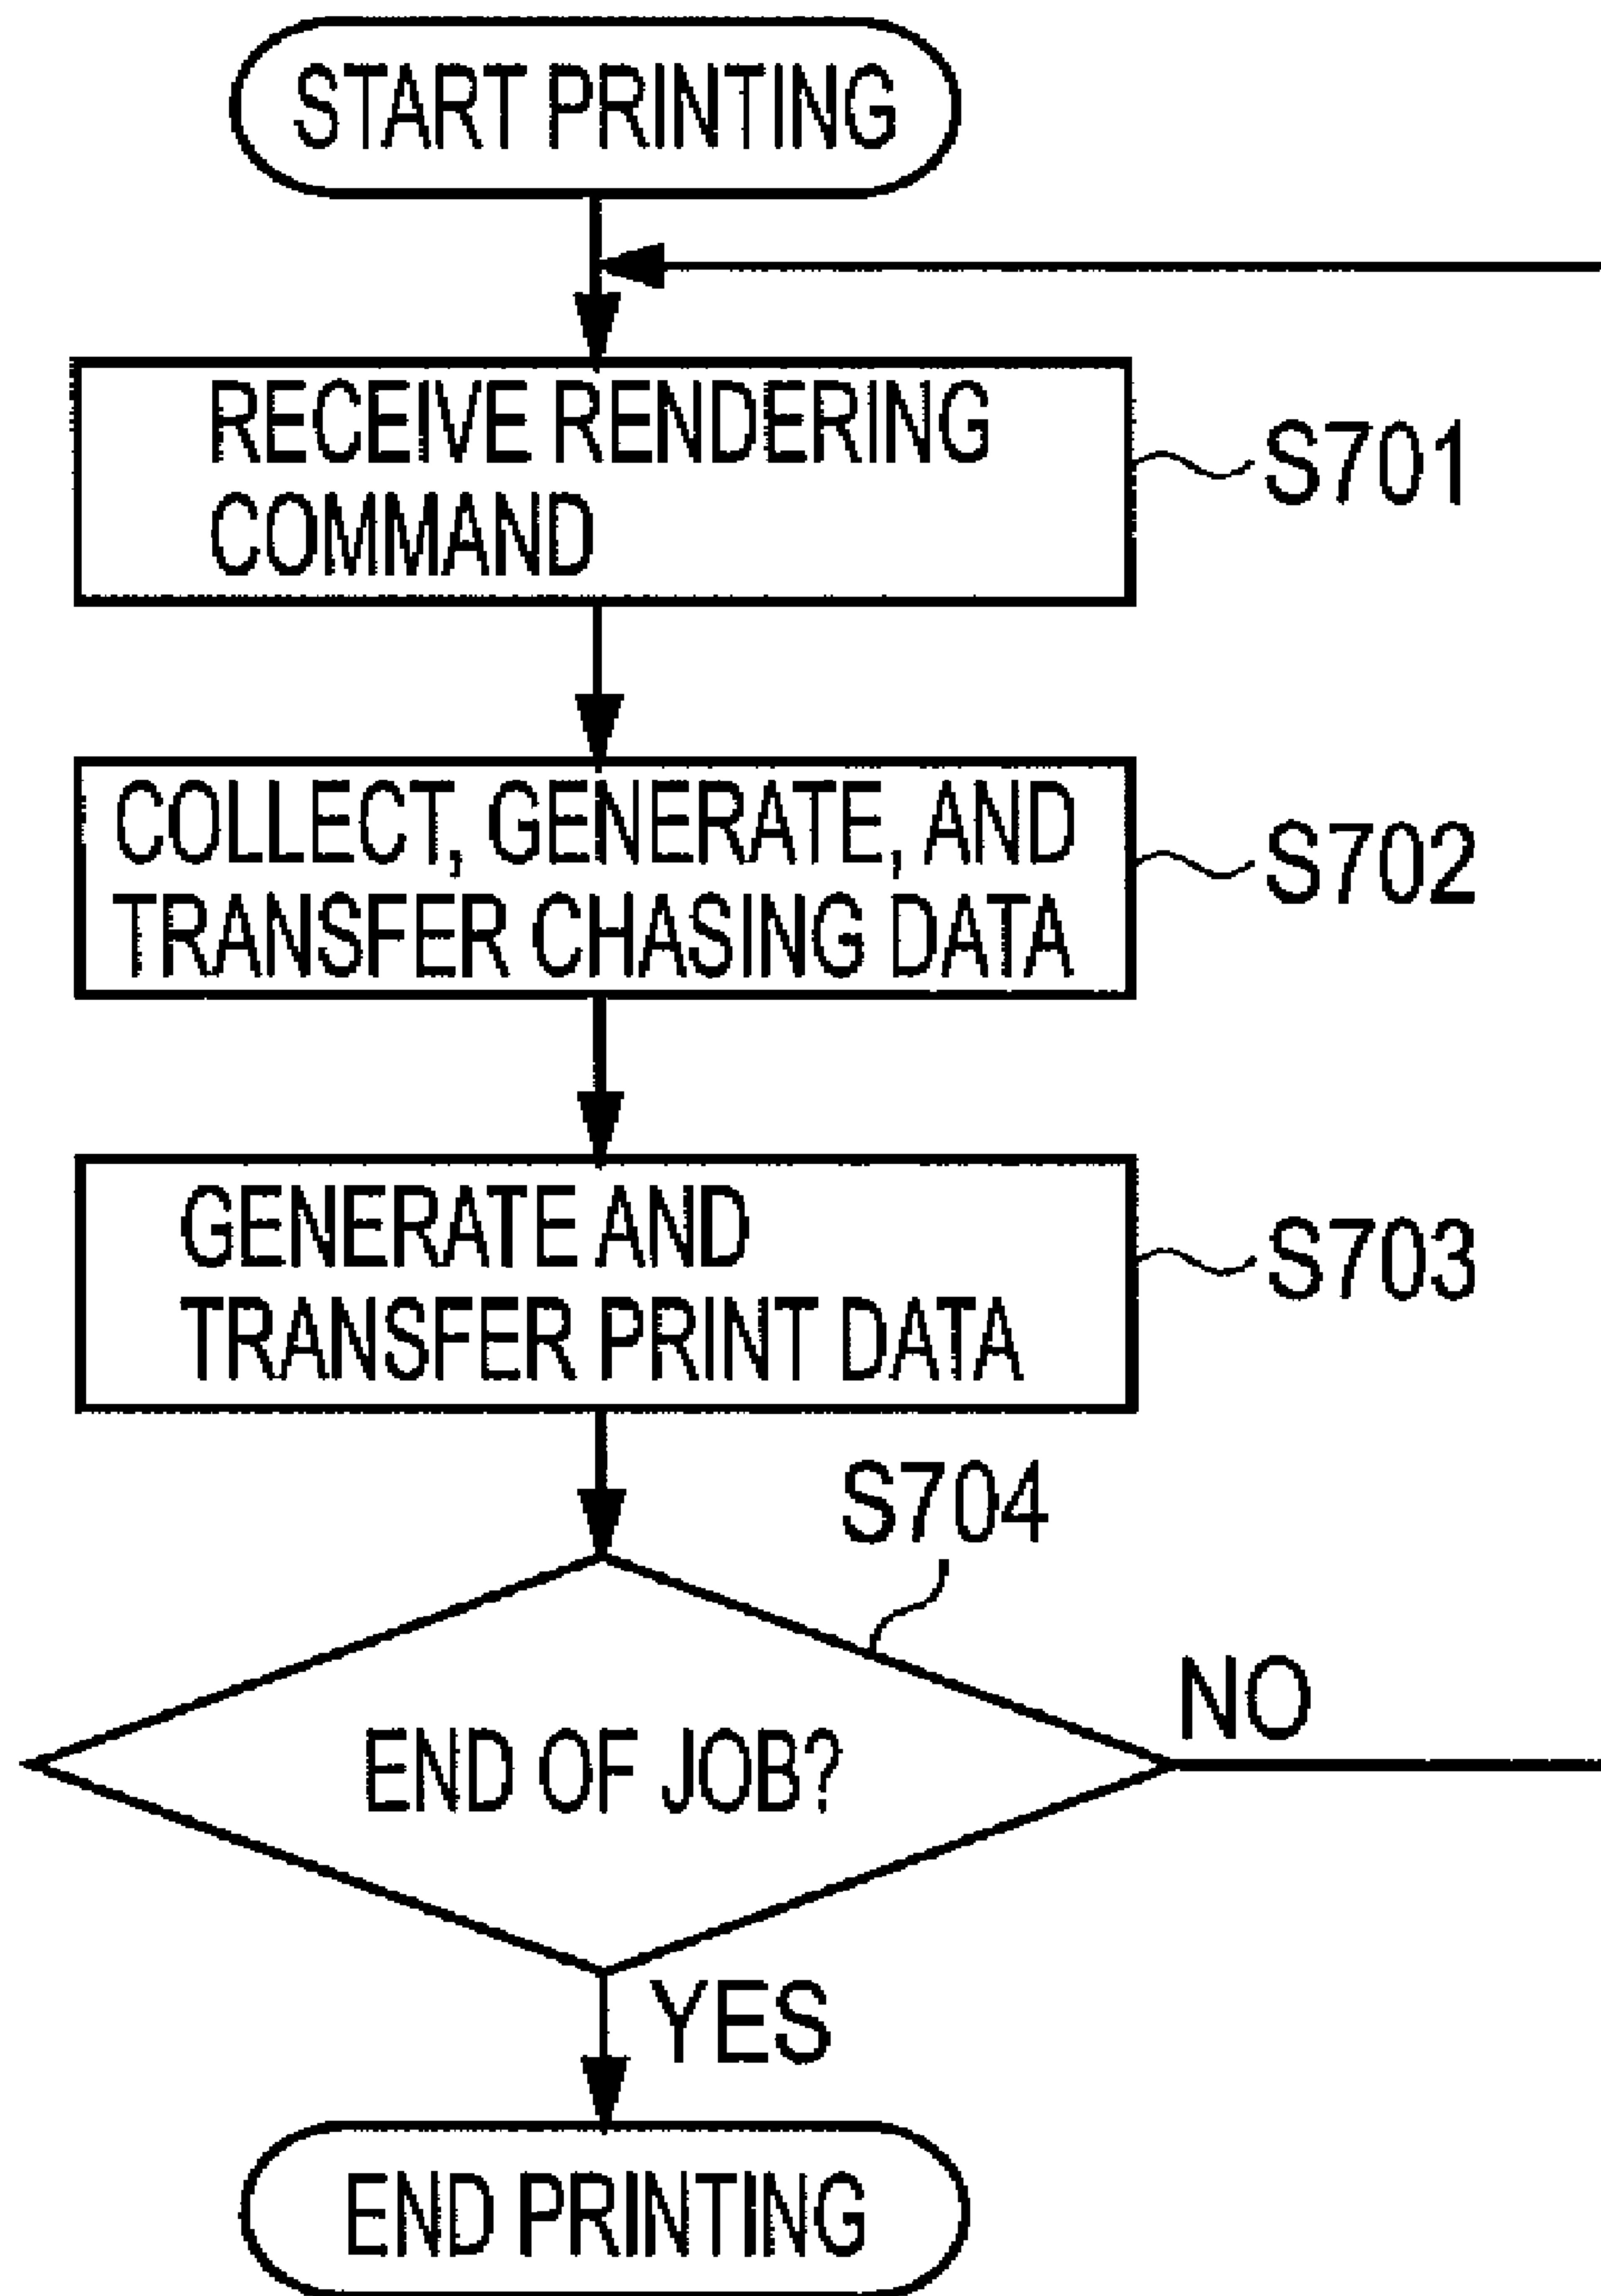 START PRINTING
RECEIVE RENDERING
COMMAND
S701
COLLECT, GENERATE, AND
TRANSFER CHASING DATA
S702
GENERATE AND
TRANSFER PRINT DATA
S703
S704
END OF JOB?
NO
YES
END PRINTING